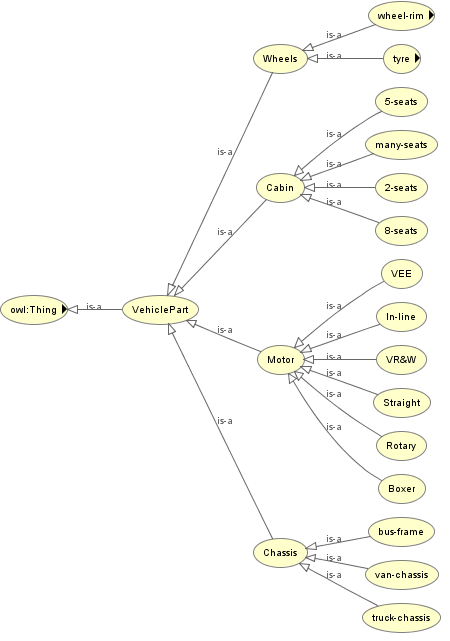 wheel-rim
is-a
Wheels
is-a
tyre
5-seats
is-a
many-seats
is-a
is-a
Cabin
is-a
2-seats
is-a
is-a
8-seats
VEE
is-a
owl:Thing
is-a
VehiclePart
In-line
is-a
is-a
Motor
is-a
VR&W
is-a
Straight
is-a
Rotary
is-a
Boxer
bus-frame
is-a
Chassis
is-a
van-chassis
is-a
truck-chassis